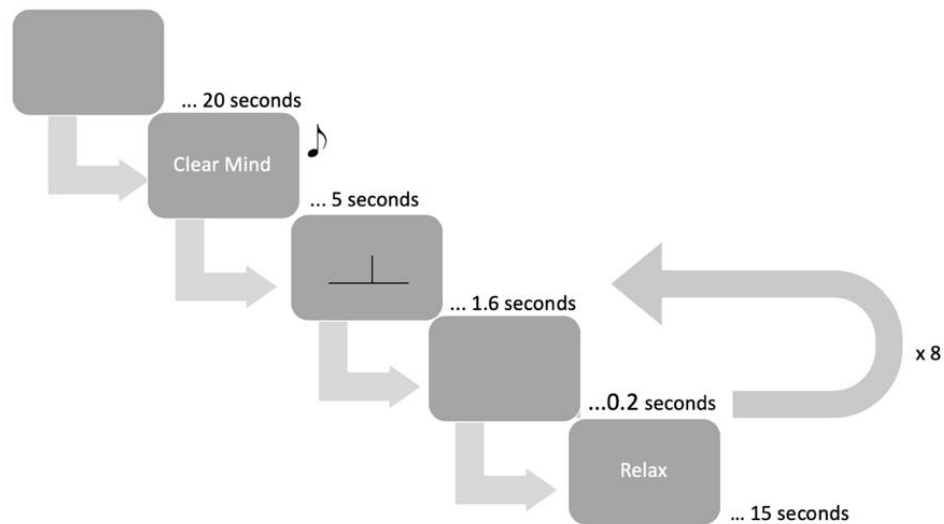 ... 20 seconds
Clear Mind
... 5 seconds
... 1.6 seconds
x 8
...0.2 seconds
Relax
... 15 seconds